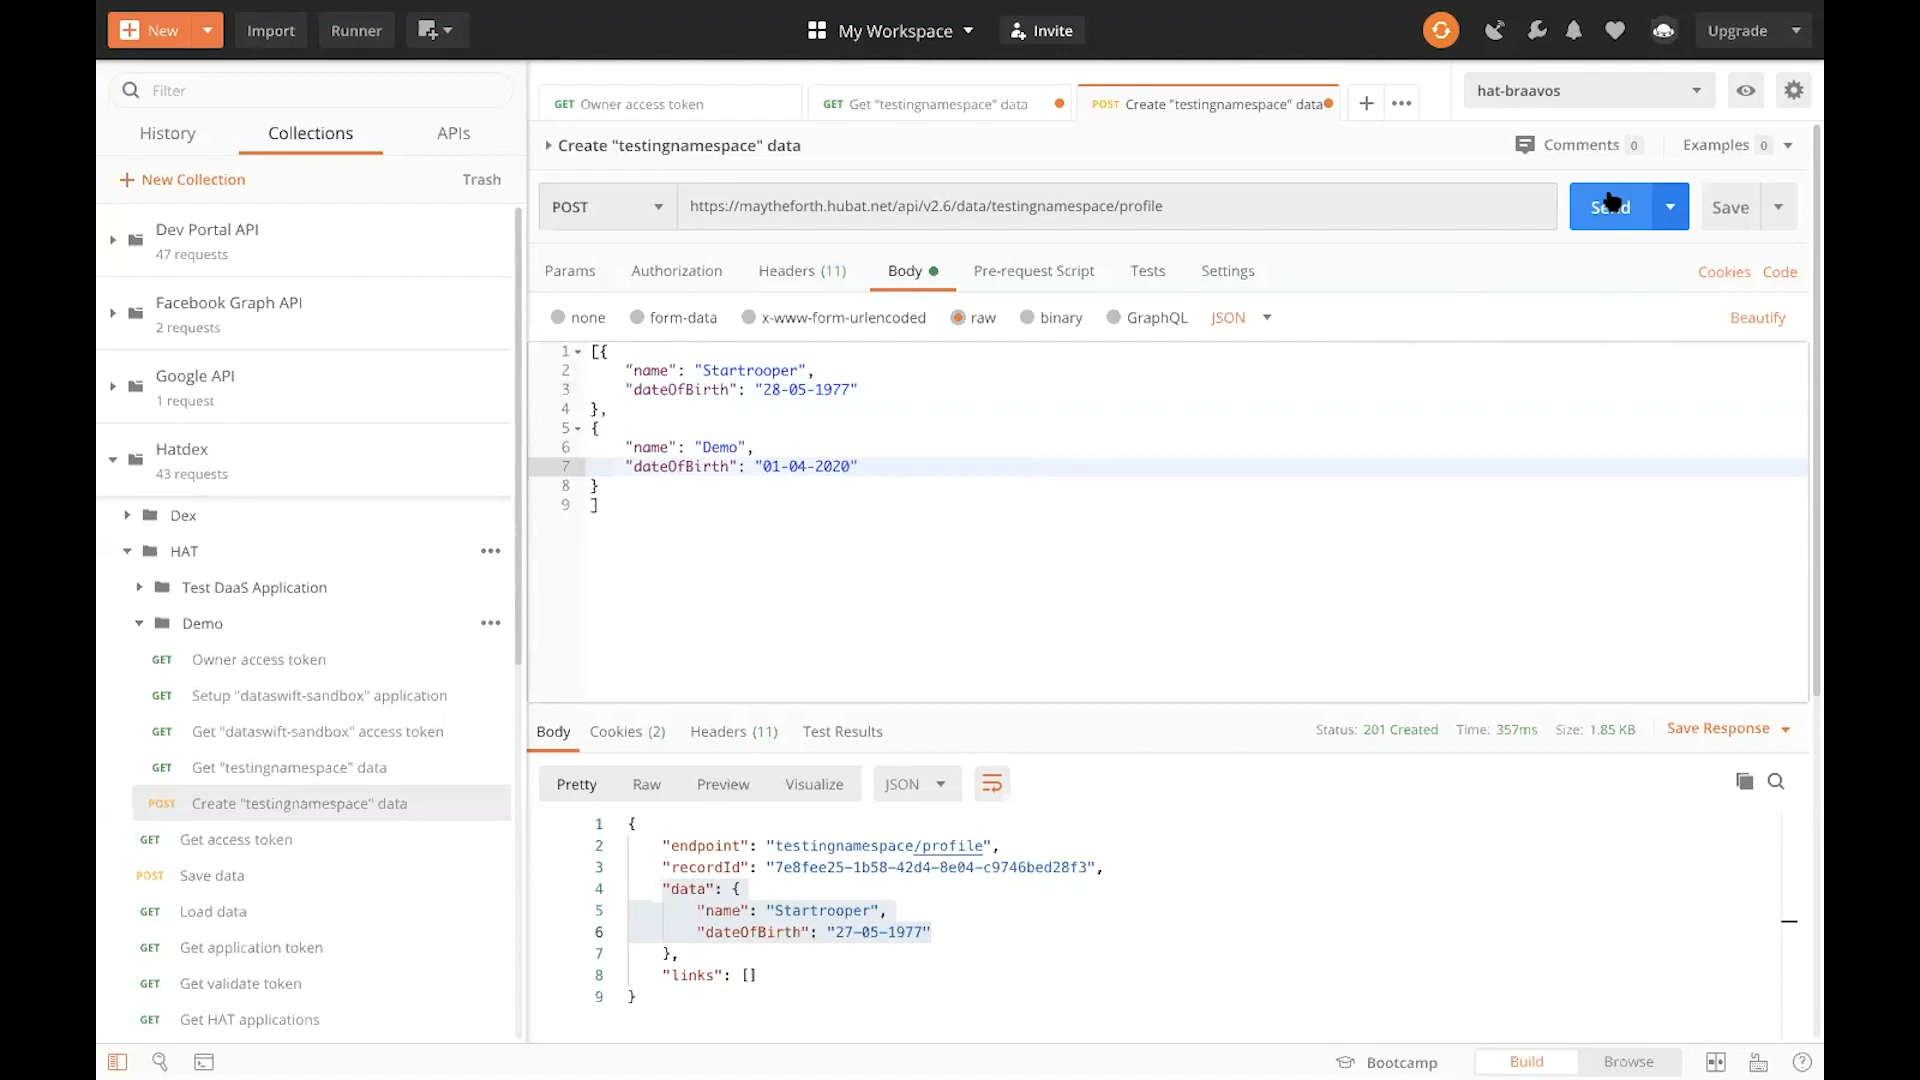 New
Import
Runner
My Workspace
Invite
Upgrade
Filter
History
Collections
APIs
New Collection
Trash
Dev Portal API
47 requests
Facebook Graph API
2 requests
Google API
1 request
Hatdex
43 requests
Dex
HAT
Test DaaS Application
Demo
GET Owner access token
GET Setup "dataswift-sandbox" application
GET Get "dataswift-sandbox" access token
GET Get "testingnamespace" data
POST Create "testingnamespace" data
GET Get access token
POST Save data
GET Load data
GET Get application token
GET Get validate token
GET Get HAT applications
GET Owner access token
GET Get "testingnamespace" data
POST Create "testingnamespace" data
hat-braavos
Create "testingnamespace" data
Comments 0
Examples 0
POST
https://maytheforth.hubat.net/api/v2.6/data/testingnamespace/profile
Send
Save
Params
Authorization
Headers (11)
Body
Pre-request Script
Tests
Settings
Cookies
Code
none
form-data
x-www-form-urlencoded
raw
binary
GraphQL
JSON
Beautify
1 [{
2 "name": "Startrooper",
3 "dateOfBirth": "28-05-1977"
4 },
5 {
6 "name": "Demo",
7 "dateOfBirth": "01-04-2020"
8 }
9 ]
Body
Cookies (2)
Headers (11)
Test Results
Status: 201 Created
Time: 357ms
Size: 1.85 KB
Save Response
Pretty
Raw
Preview
Visualize
JSON
1 {
2 "endpoint": "testingnamespace/profile",
3 "recordId": "7e8fee25-1b58-42d4-8e04-c9746bed28f3",
4 "data": {
5 "name": "Startrooper",
6 "dateOfBirth": "27-05-1977"
7 },
8 "links": []
9 }
Bootcamp
Build
Browse